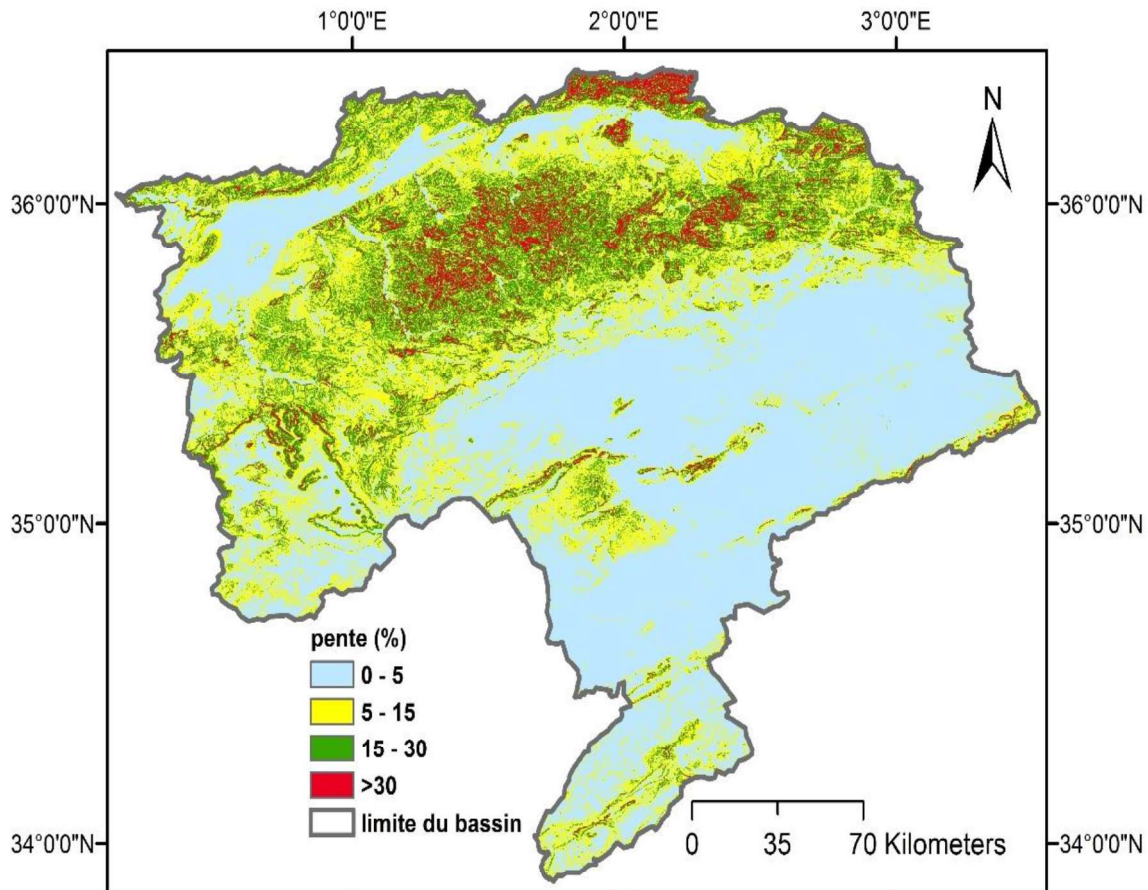 1°0'0"E 2°0'0"E 3°0'0"E
N
36°0'0"N 36°0'0"N
35°0'0"N 35°0'0"N
pente (%)
0 - 5
5 - 15
15 - 30
>30
limite du bassin
0 35 70 Kilometers
34°0'0"N 34°0'0"N